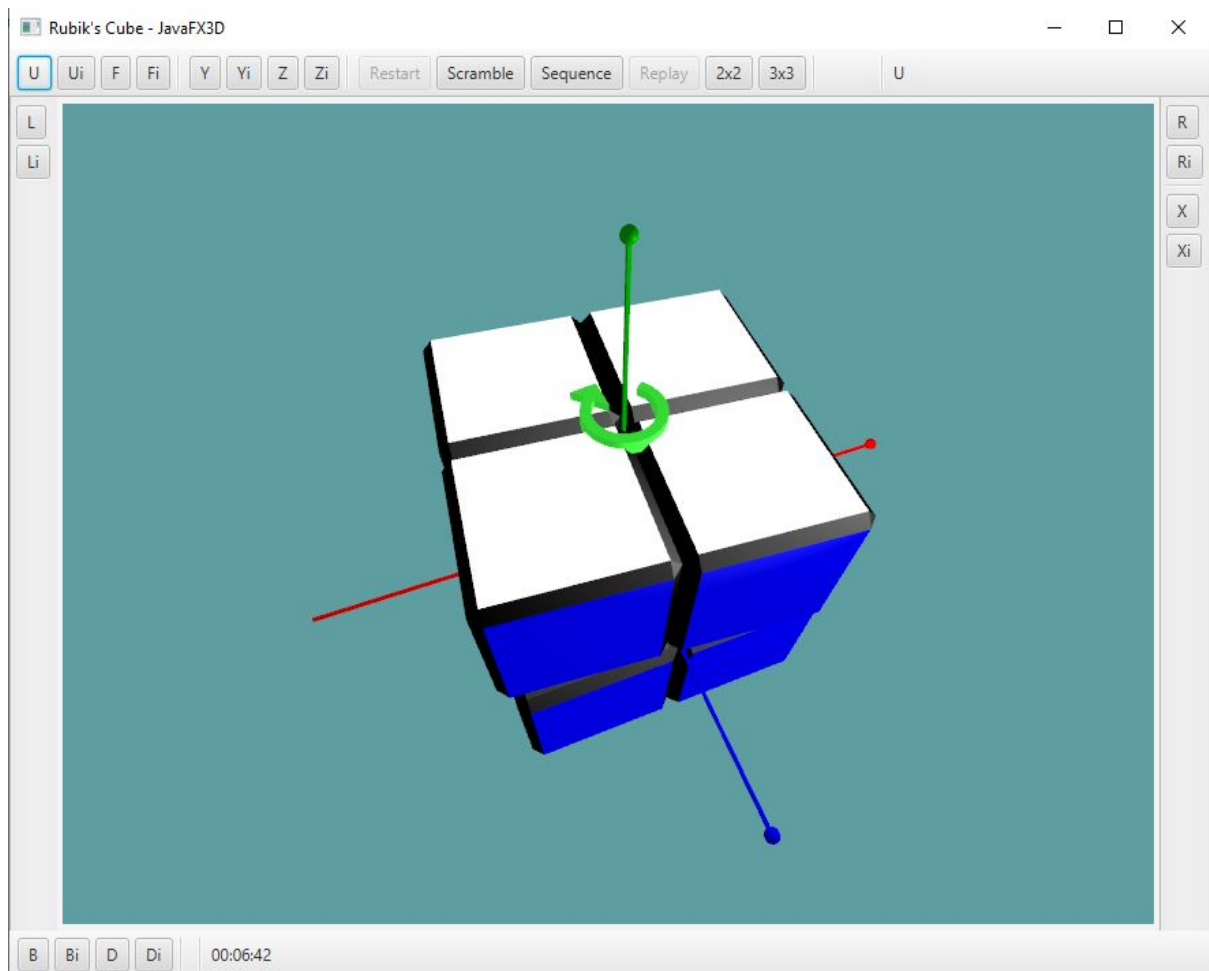 Rubik's Cube - JavaFX3D
U Ui F Fi Y Yi Z Zi Restart Scramble Sequence Replay 2x2 3x3 U
L
Li
R
Ri
X
Xi
B Bi D Di 00:06:42